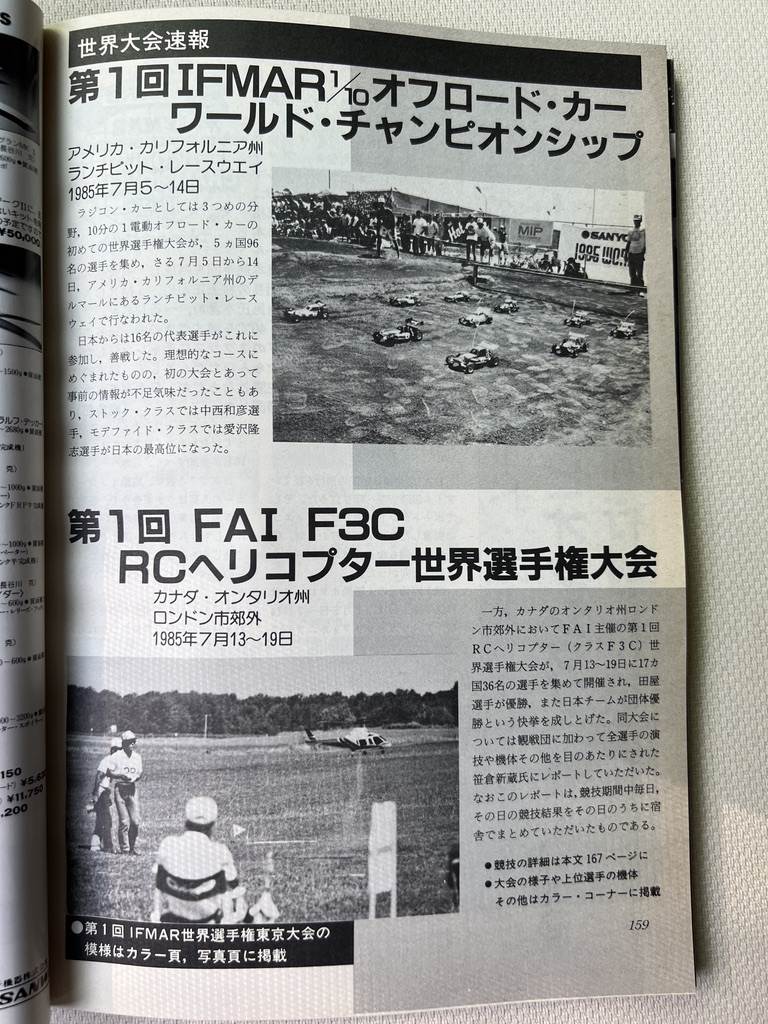 世界大会速報
第1回IFMAR1/10オフロード・カー
ワールド・チャンピオンシップ
アメリカ・カリフォルニア州
ランチピット・レースウエイ
1985年7月5〜14日
ラジコン・カーとしては3つめの分
野，10分の1電動オフロード・カーの
初めての世界選手権大会が，5ヵ国96
名の選手を集め，さる7月5日から14
日，アメリカ・カリフォルニア州のデ
ルマールにあるランチピット・レース
ウェイで行なわれた。
日本からは16名の代表選手がこれに
参加し，善戦した。理想的なコースに
めぐまれたものの，初の大会とあって
事前の情報が不足気味だったこともあ
り，ストック・クラスでは中西和彦選
手，モデファイド・クラスでは愛沢隆
志選手が日本の最高位になった。
MIP
SANYO
1985 WO
第1回 FAI F3C
RCヘリコプター世界選手権大会
カナダ・オンタリオ州
ロンドン市郊外
1985年7月13〜19日
一方，カナダのオンタリオ州ロンド
ン市郊外においてFAI主催の第1回
RCヘリコプター（クラスF3C）世
界選手権大会が，7月13〜19日に17カ
国36名の選手を集めて開催され，田屋
選手が優勝，また日本チームが団体優
勝という快挙を成しとげた。同大会に
ついては観戦団に加わって全選手の演
技や機体その他を目のあたりにされた
笹倉新蔵氏にレポートしていただいた。
なおこのレポートは，競技期間中毎日，
その日の競技結果をその日のうちに宿
舎でまとめていただいたものである。
●競技の詳細は本文167ページに
●大会の様子や上位選手の機体
その他はカラー・コーナーに掲載
●第1回IFMAR世界選手権東京大会の
模様はカラー頁，写真頁に掲載
159
¥50,000
ラルフ・デッカー
¥11,750